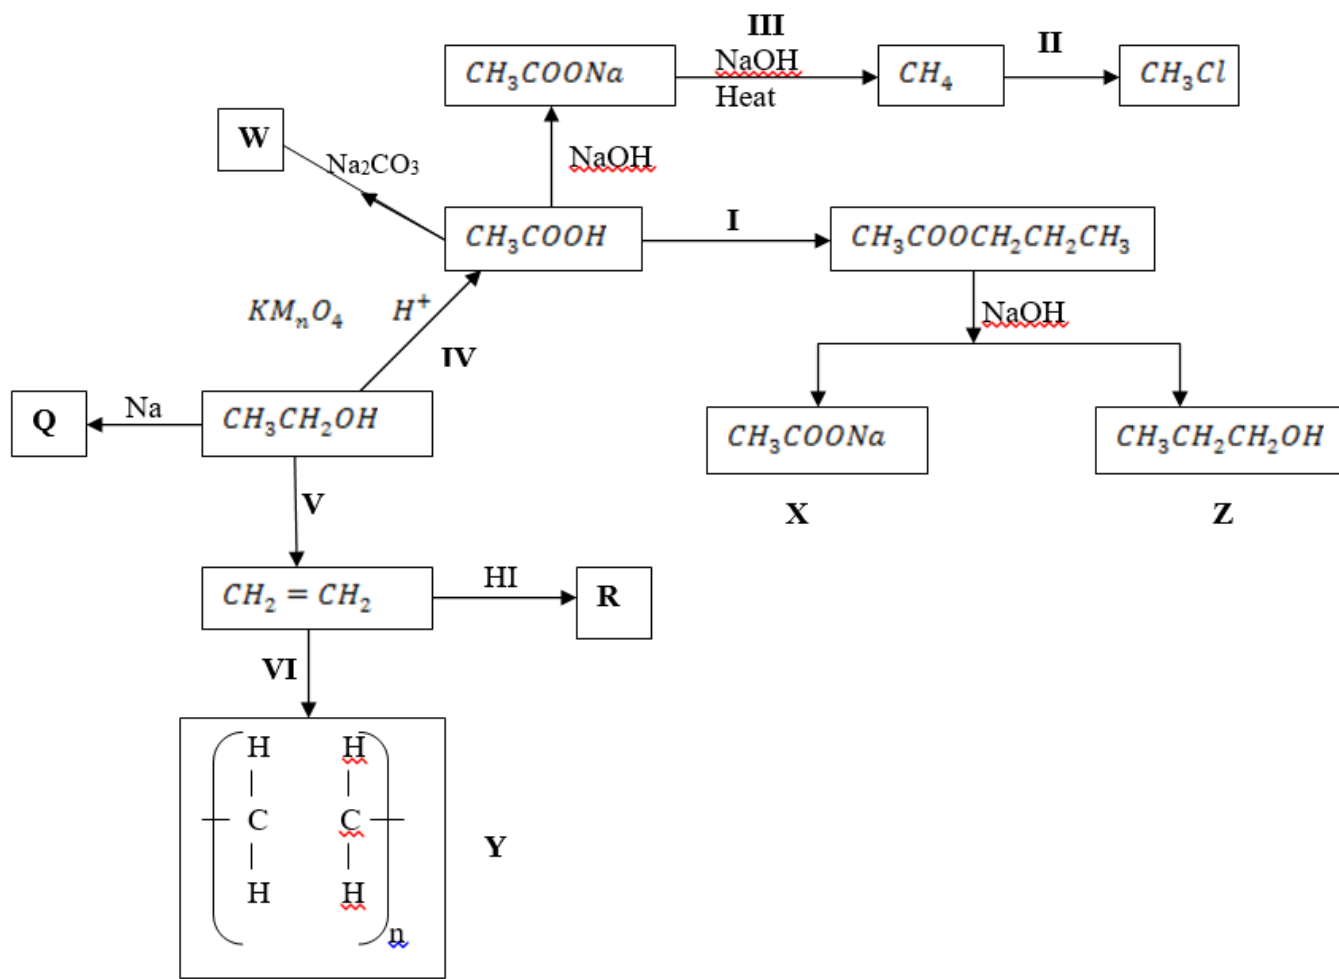 III
II
CH₃COONa
NaOH
Heat
CH₄
CH₃Cl
W
Na₂CO₃
NaOH
CH₃COOH
I
CH₃COOCH₂CH₂CH₃
KMₙO₄ H⁺
IV
NaOH
Q
Na
CH₃CH₂OH
CH₃COONa
CH₃CH₂CH₂OH
V
X
Z
CH₂ = CH₂
HI
R
VI
H H
C C
Y
H H
n